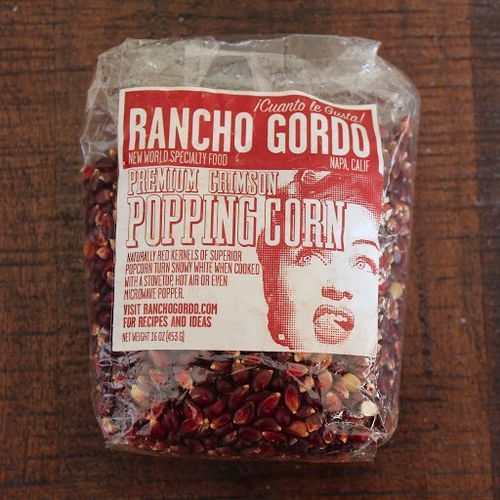 ¡Cuanto le Gusta!
RANCHO GORDO
NEW WORLD SPECIALTY FOOD
NAPA, CALIF
PREMIUM CRIMSON
POPPING CORN
NATURALLY RED KERNELS OF SUPERIOR
POPCORN TURN SNOWY WHITE WHEN COOKED
WITH A STOVETOP, HOT AIR OR EVEN
MICROWAVE POPPER.
VISIT RANCHOGORDO.COM
FOR RECIPES AND IDEAS
NET WEIGHT 16 OZ (453 G)